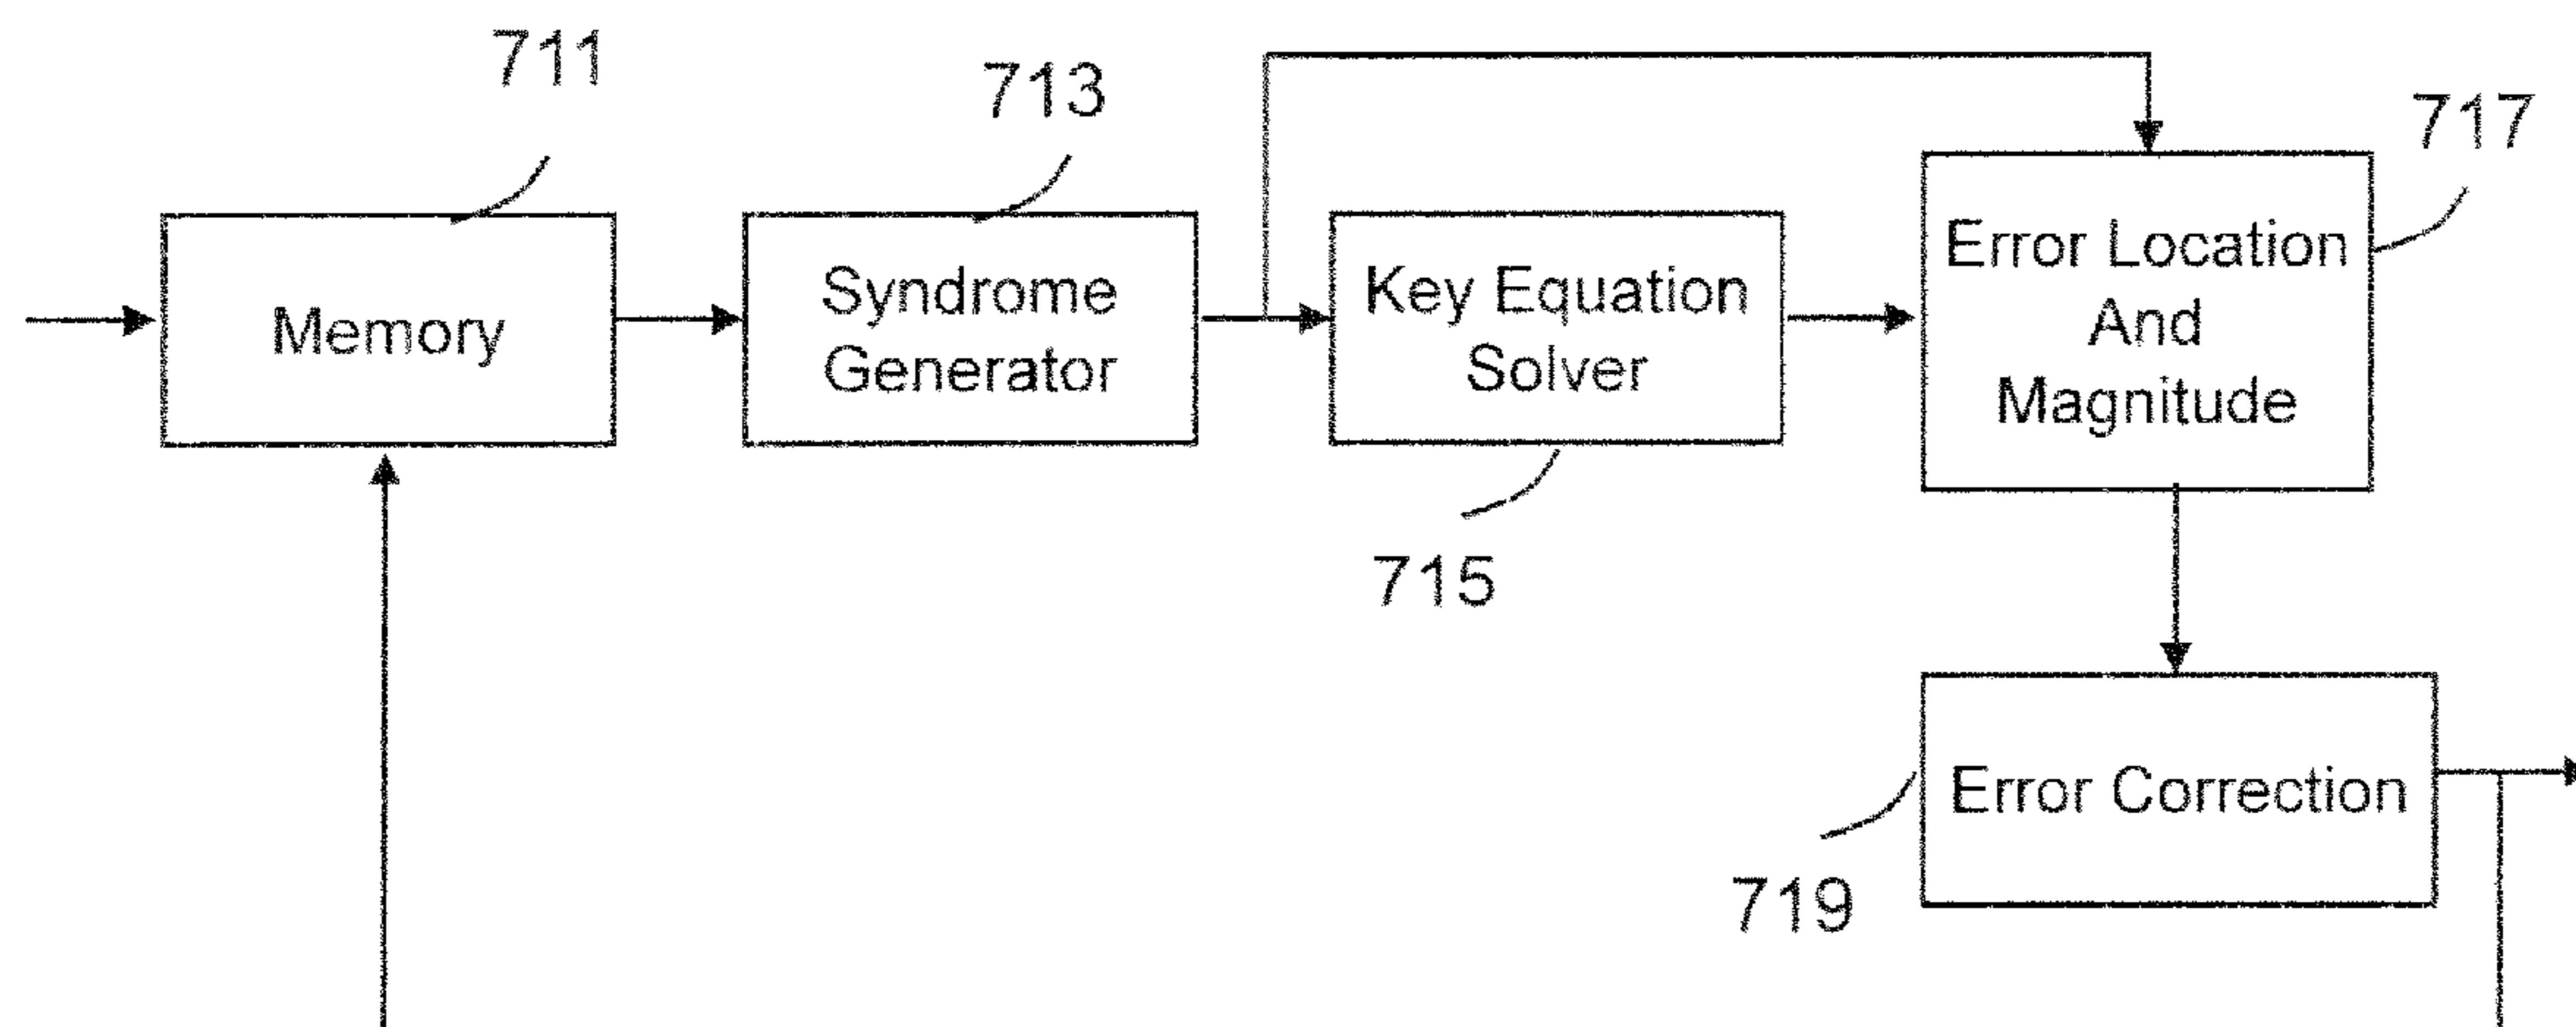 711
713
717
Memory
Syndrome
Generator
Key Equation
Solver
Error Location
And
Magnitude
715
Error Correction
719